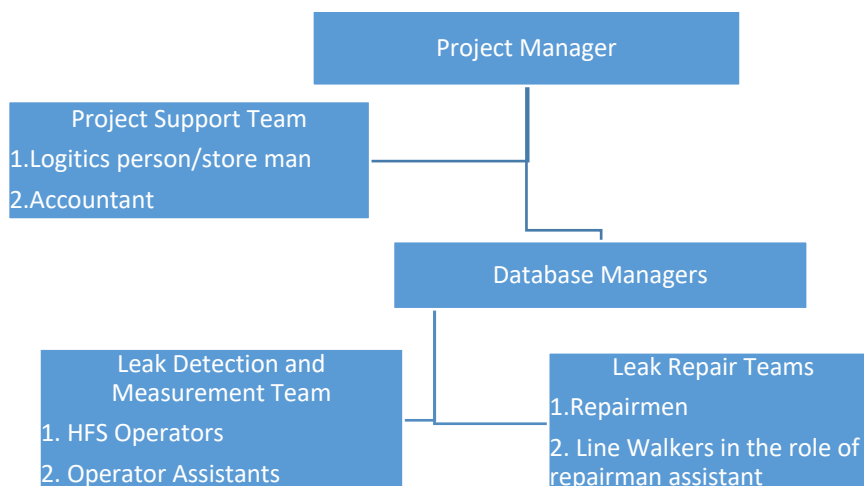 Project Manager
Project Support Team
1.Logitics person/store man
2.Accountant
Database Managers
Leak Detection and
Measurement Team
1. HFS Operators
2. Operator Assistants
Leak Repair Teams
1.Repairmen
2. Line Walkers in the role of
repairman assistant